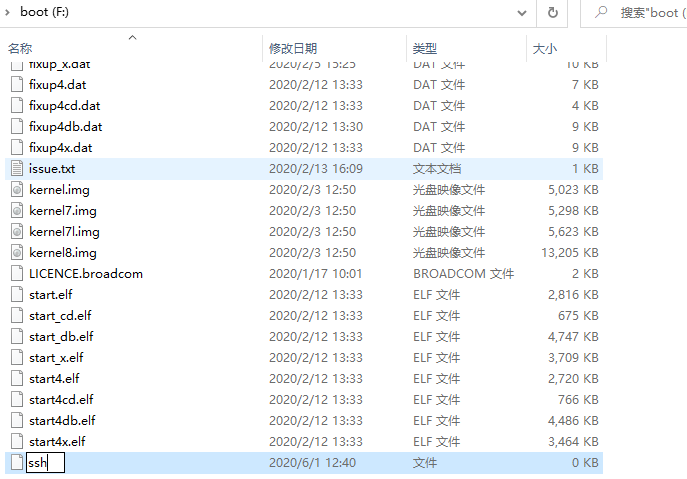 boot (F:) 搜索"boot (
名称 修改日期 类型 大小
fixup_x.dat 2020/2/5 15:25 DAT 文件 10 KB
fixup4.dat 2020/2/12 13:33 DAT 文件 7 KB
fixup4cd.dat 2020/2/12 13:33 DAT 文件 4 KB
fixup4db.dat 2020/2/12 13:30 DAT 文件 9 KB
fixup4x.dat 2020/2/12 13:33 DAT 文件 9 KB
issue.txt 2020/2/13 16:09 文本文档 1 KB
kernel.img 2020/2/3 12:50 光盘映像文件 5,023 KB
kernel7.img 2020/2/3 12:50 光盘映像文件 5,298 KB
kernel7l.img 2020/2/3 12:50 光盘映像文件 5,623 KB
kernel8.img 2020/2/3 12:50 光盘映像文件 13,205 KB
LICENCE.broadcom 2020/1/17 10:01 BROADCOM 文件 2 KB
start.elf 2020/2/12 13:33 ELF 文件 2,816 KB
start_cd.elf 2020/2/12 13:33 ELF 文件 675 KB
start_db.elf 2020/2/12 13:33 ELF 文件 4,747 KB
start_x.elf 2020/2/12 13:33 ELF 文件 3,709 KB
start4.elf 2020/2/12 13:33 ELF 文件 2,720 KB
start4cd.elf 2020/2/12 13:33 ELF 文件 766 KB
start4db.elf 2020/2/12 13:33 ELF 文件 4,486 KB
start4x.elf 2020/2/12 13:33 ELF 文件 3,464 KB
ssh 2020/6/1 12:40 文件 0 KB